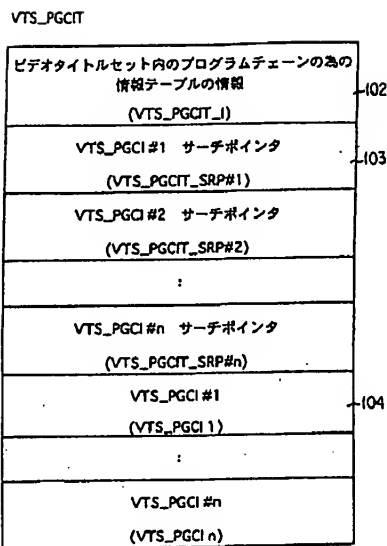 VTS_PGCIT
ビデオタイトルセット内のプログラムチェーンの為の
情報テーブルの情報
(VTS_PGCIT_I)
102
VTS_PGCI #1 サーチポインタ
103
(VTS_PGCIT_SRP#1)
VTS_PGCI #2 サーチポインタ
(VTS_PGCIT_SRP#2)
:
VTS_PGCI #n サーチポインタ
(VTS_PGCIT_SRP#n)
VTS_PGCI #1
104
(VTS_PGCI 1)
:
VTS_PGCI #n
(VTS_PGCI n)